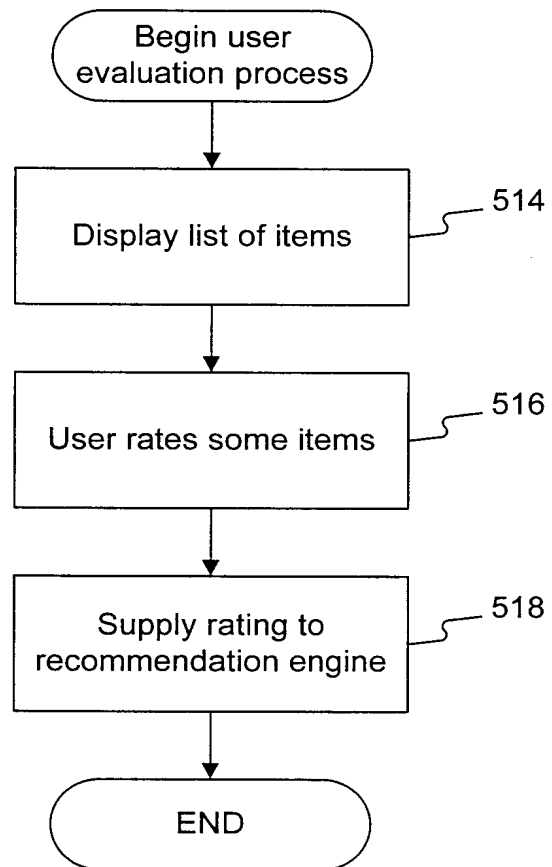 Begin user
evaluation process
514
Display list of items
516
User rates some items
518
Supply rating to
recommendation engine
END